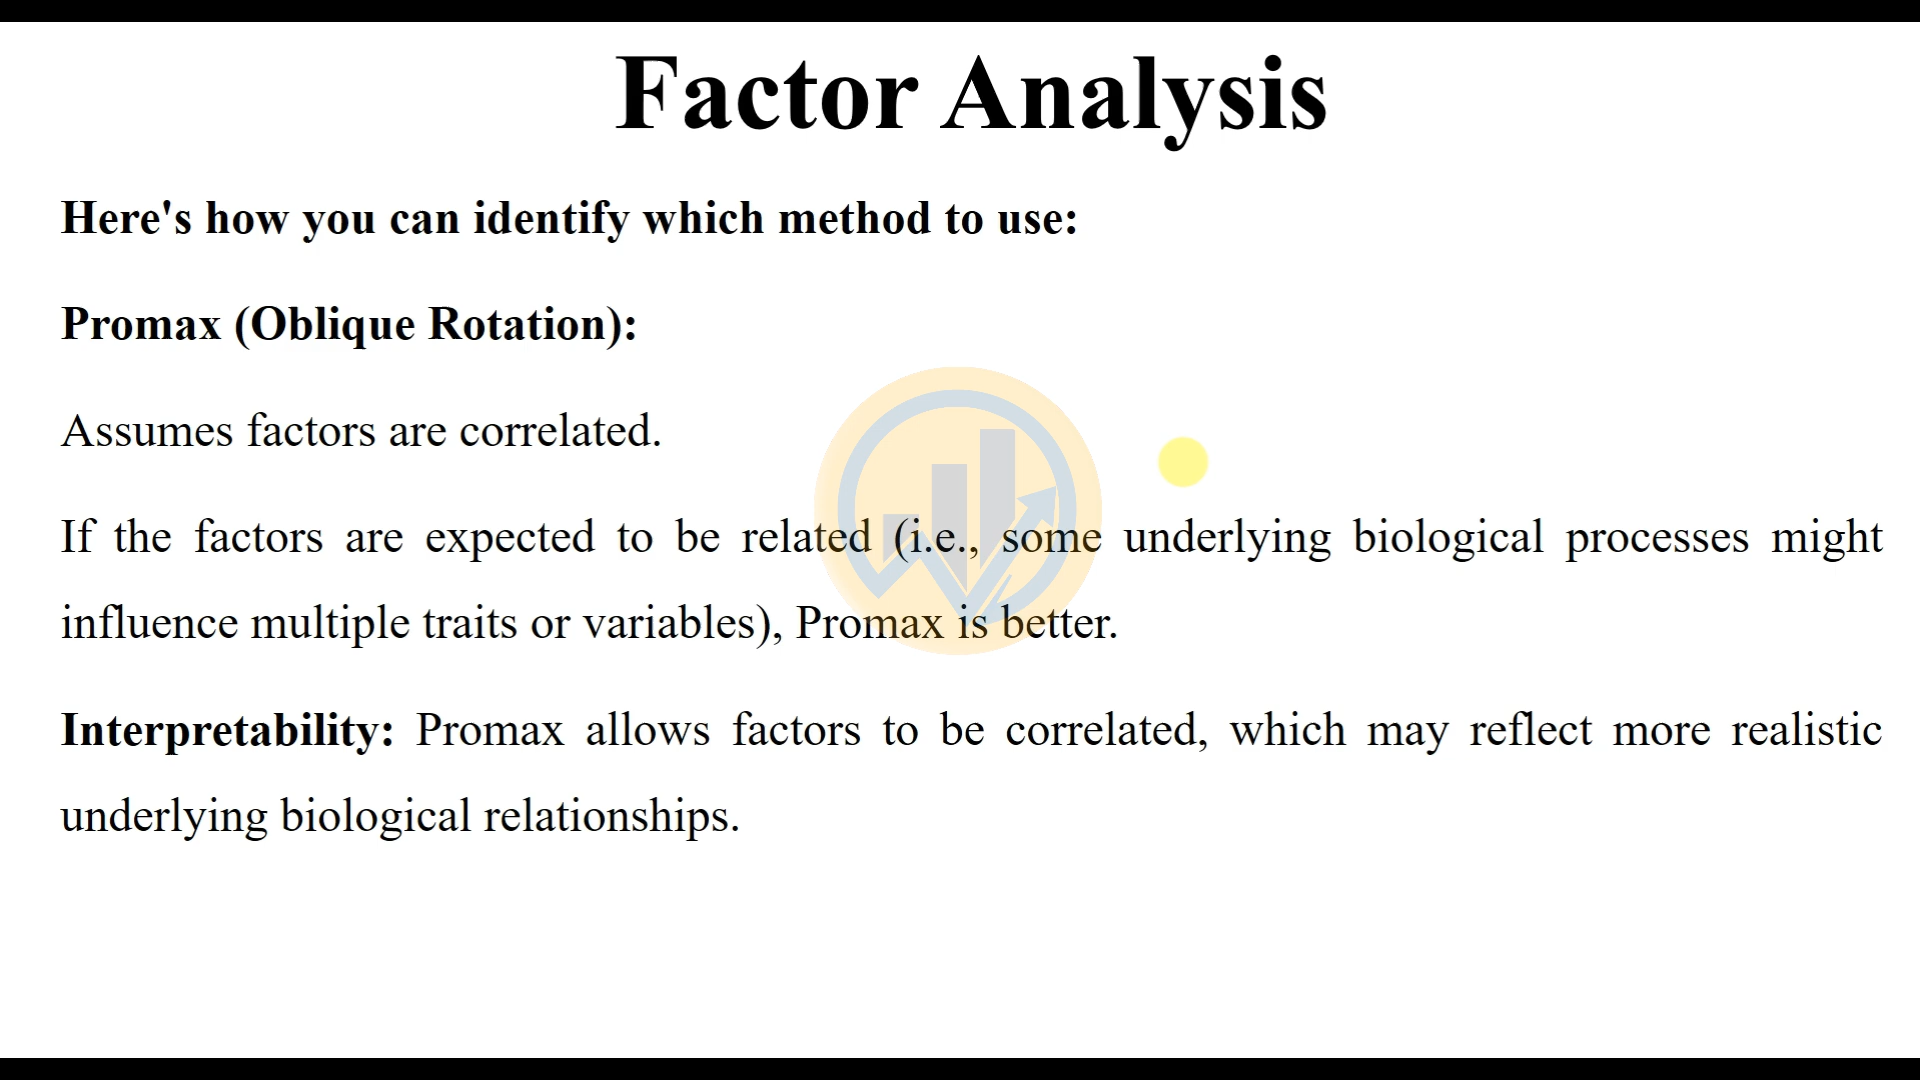 Factor Analysis
Here's how you can identify which method to use:
Promax (Oblique Rotation):
Assumes factors are correlated.
If the factors are expected to be related (i.e., some underlying biological processes might
influence multiple traits or variables), Promax is better.
Interpretability: Promax allows factors to be correlated, which may reflect more realistic
underlying biological relationships.